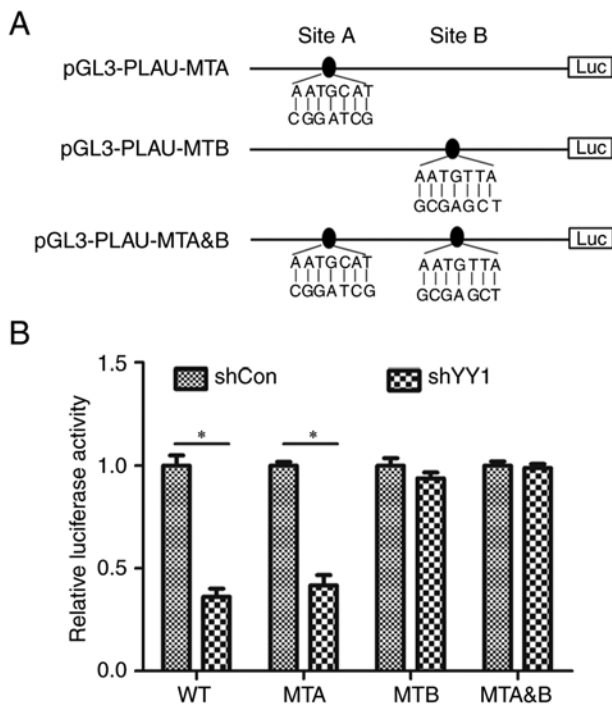 A
Site A Site B
pGL3-PLAU-MTA Luc
AATGCAT
CGGATCG
pGL3-PLAU-MTB Luc
AATGTTA
GCGAGCT
pGL3-PLAU-MTA&B Luc
AATGCAT AATGTTA
CGGATCG GCGAGCT
B
Relative luciferase activity
1.5
shCon shYY1
* *
1.0
0.5
0.0
WT MTA MTB MTA&B